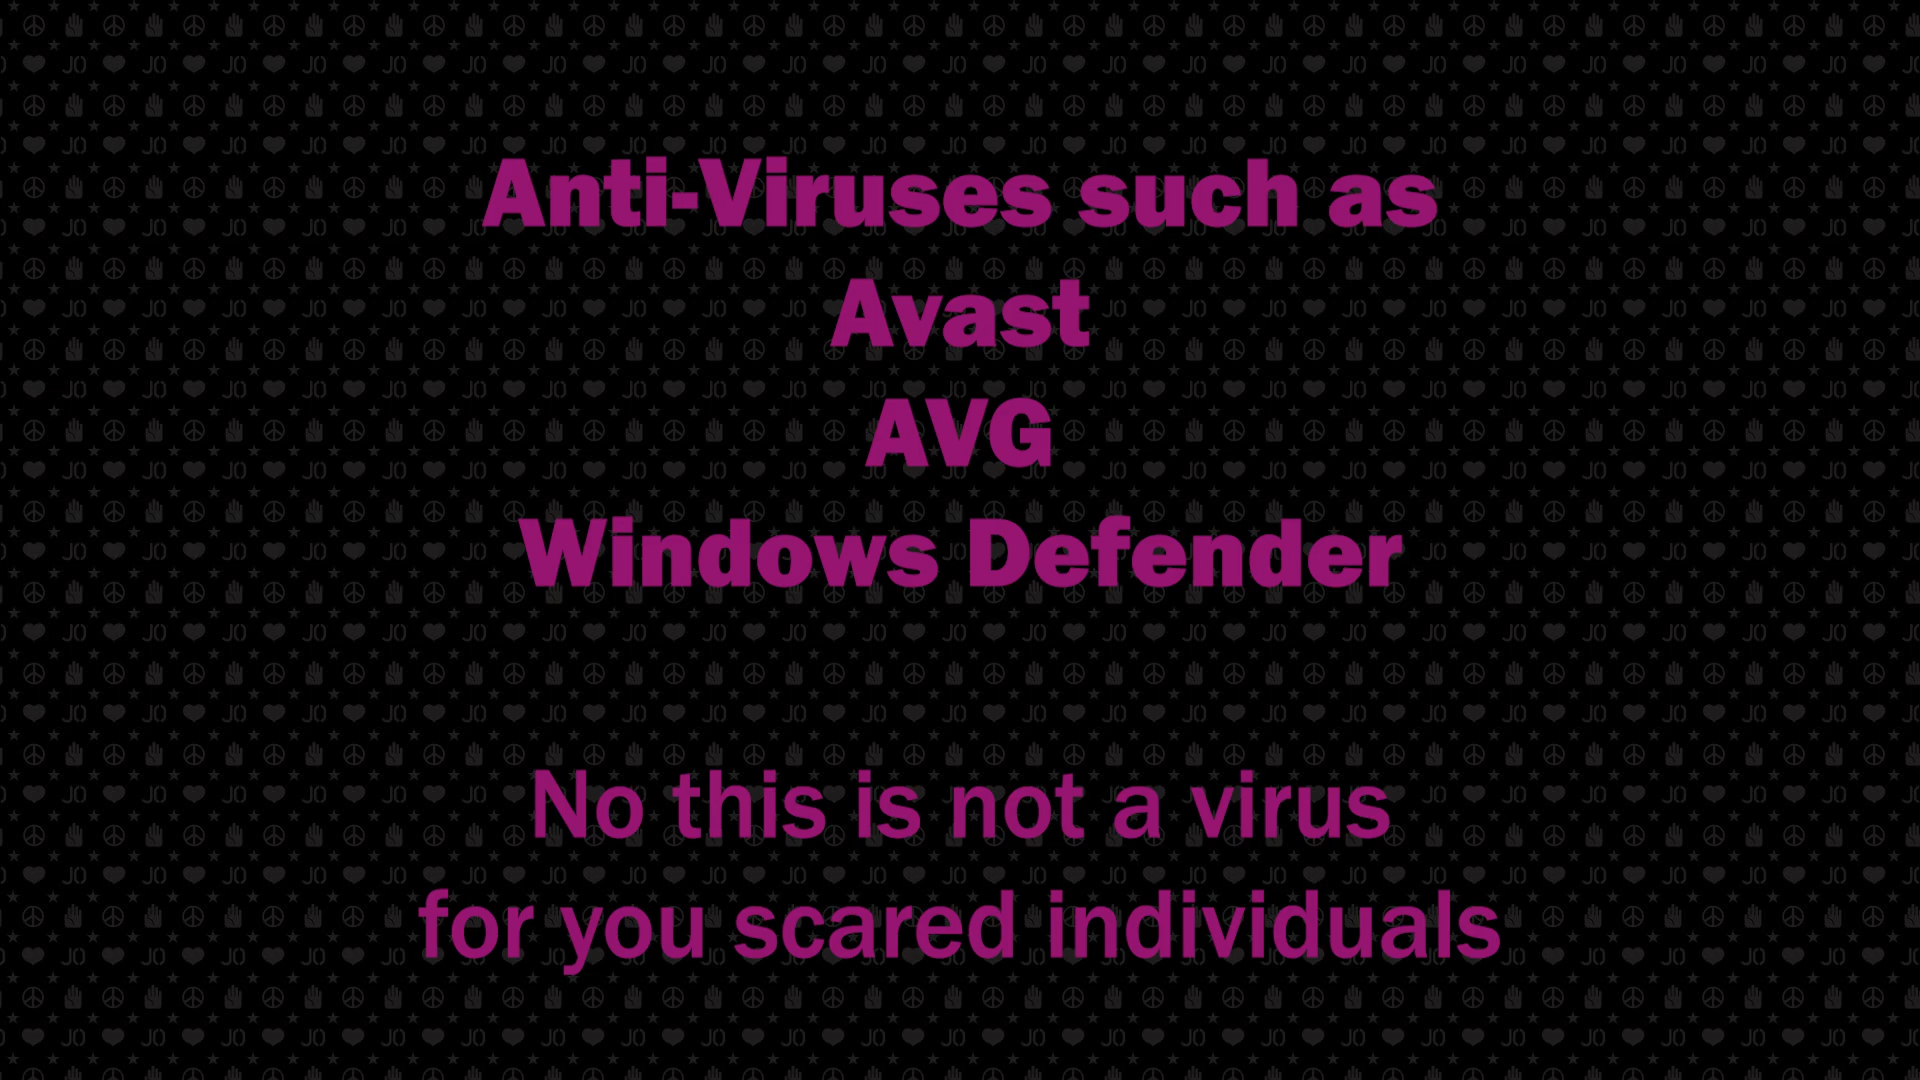 Anti-Viruses such as
Avast
AVG
Windows Defender
No this is not a virus
for you scared individuals